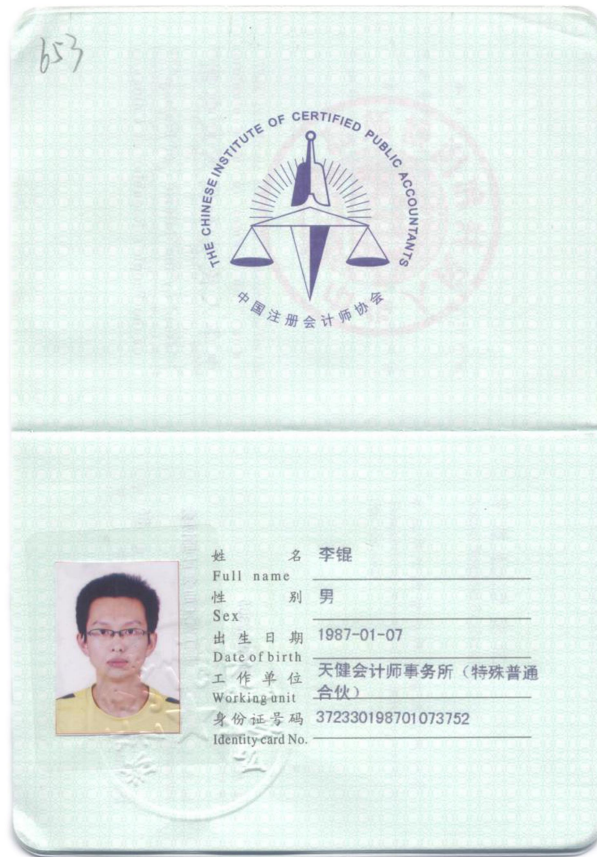 653
THE CHINESE INSTITUTE OF CERTIFIED PUBLIC ACCOUNTANTS
中国注册会计师协会
姓 名 李锟
Full name
性 别 男
Sex
出生日期 1987-01-07
Date of birth
工作单位 天健会计师事务所（特殊普通
Working unit 合伙）
身份证号码 372330198701073752
Identity card No.